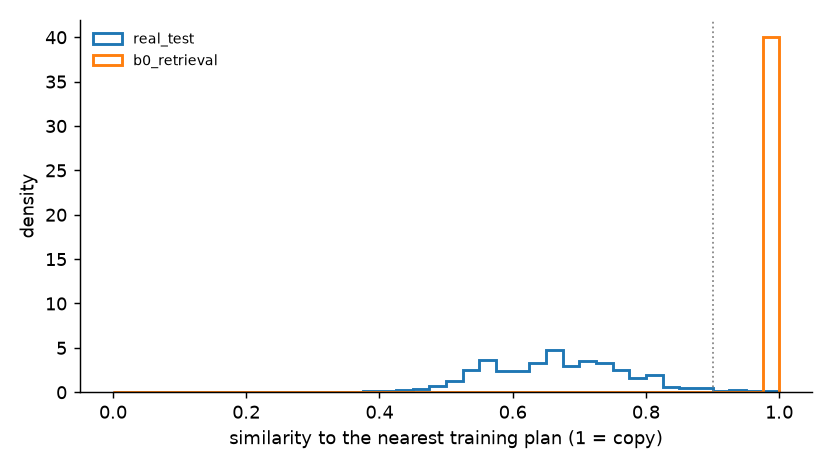 real_test
b0_retrieval
density
40
35
30
25
20
15
10
5
0
0.0 0.2 0.4 0.6 0.8 1.0
similarity to the nearest training plan (1 = copy)